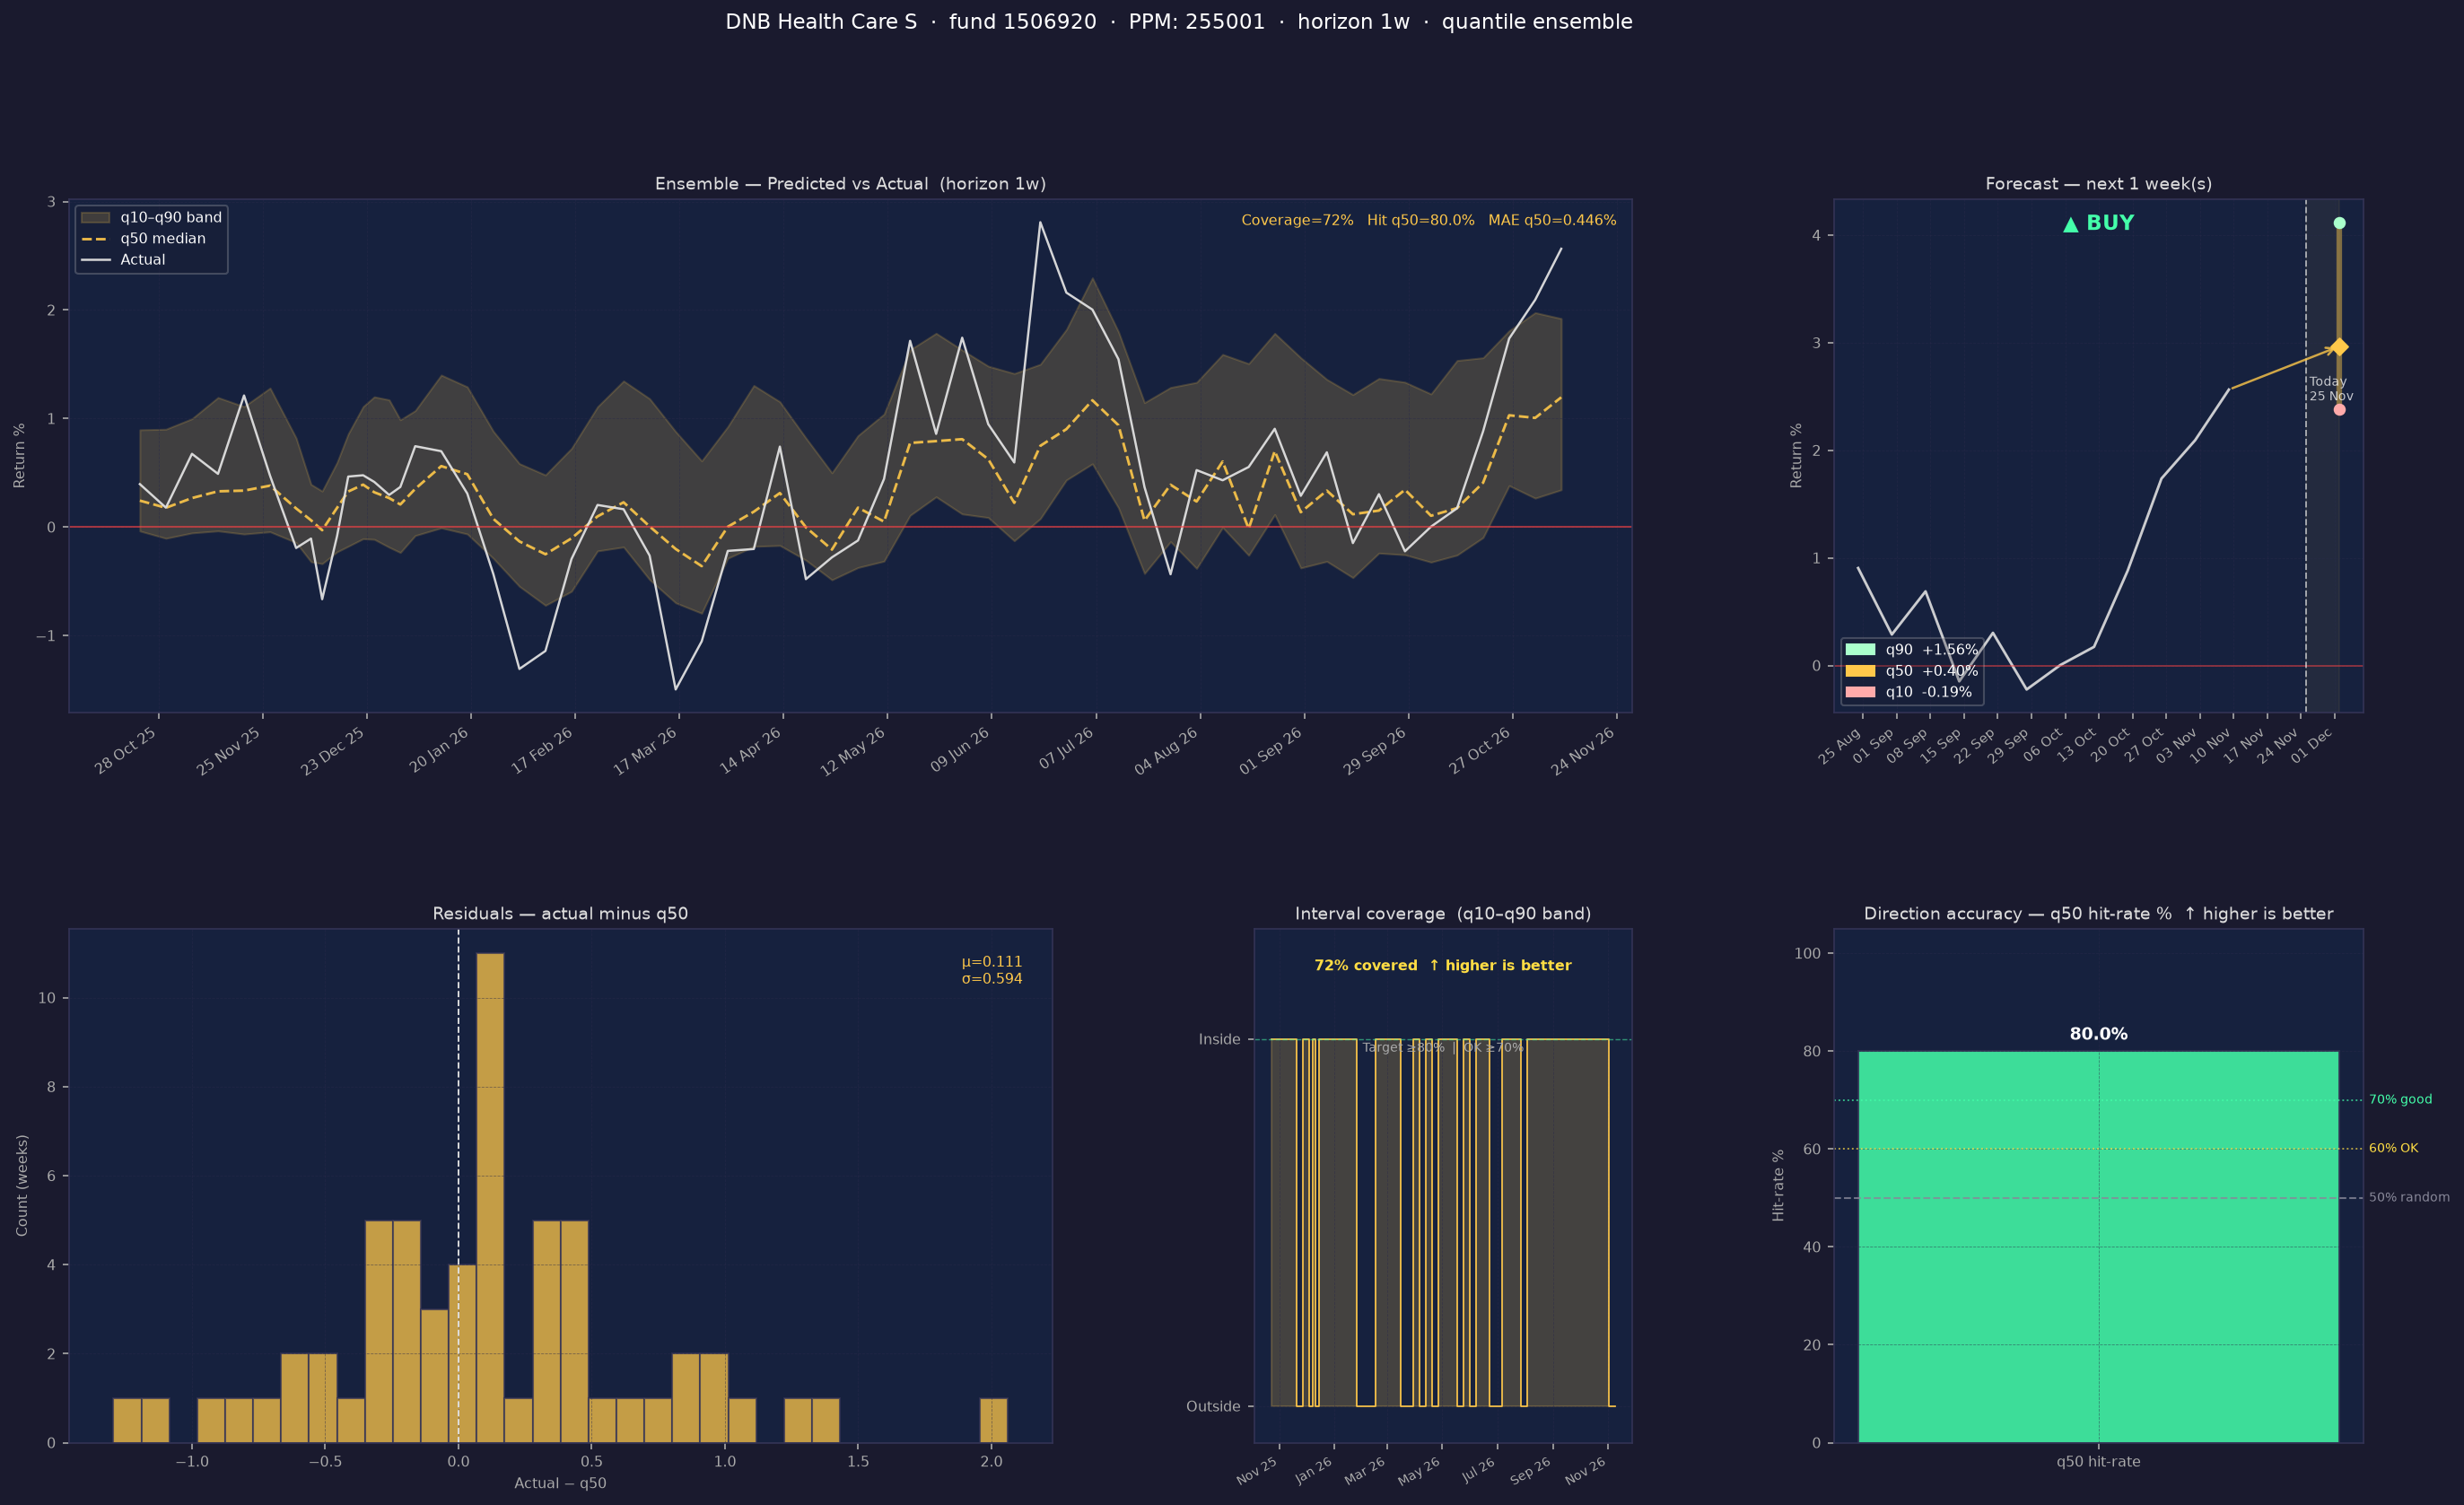 DNB Health Care S · fund 1506920 · PPM: 255001 · horizon 1w · quantile ensemble
Ensemble — Predicted vs Actual (horizon 1w)
q10–q90 band
q50 median
Actual
Coverage=72% Hit q50=80.0% MAE q50=0.446%
Return %
3
2
1
0
−1
28 Oct 25
25 Nov 25
23 Dec 25
20 Jan 26
17 Feb 26
17 Mar 26
14 Apr 26
12 May 26
09 Jun 26
07 Jul 26
04 Aug 26
01 Sep 26
29 Sep 26
27 Oct 26
24 Nov 26
Forecast — next 1 week(s)
▲ BUY
Return %
4
3
2
1
0
Today
25 Nov
q90 +1.56%
q50 +0.40%
q10 -0.19%
25 Aug
01 Sep
08 Sep
15 Sep
22 Sep
29 Sep
06 Oct
13 Oct
20 Oct
27 Oct
03 Nov
10 Nov
17 Nov
24 Nov
01 Dec
Residuals — actual minus q50
μ=0.111
σ=0.594
Count (weeks)
10
8
6
4
2
0
−1.0
−0.5
0.0
0.5
1.0
1.5
2.0
Actual − q50
Interval coverage (q10–q90 band)
72% covered ↑ higher is better
Inside
Target ≥80% | OK ≥70%
Outside
Nov 25
Jan 26
Mar 26
May 26
Jul 26
Sep 26
Nov 26
Direction accuracy — q50 hit-rate % ↑ higher is better
80.0%
Hit-rate %
100
80
60
40
20
0
70% good
60% OK
50% random
q50 hit-rate